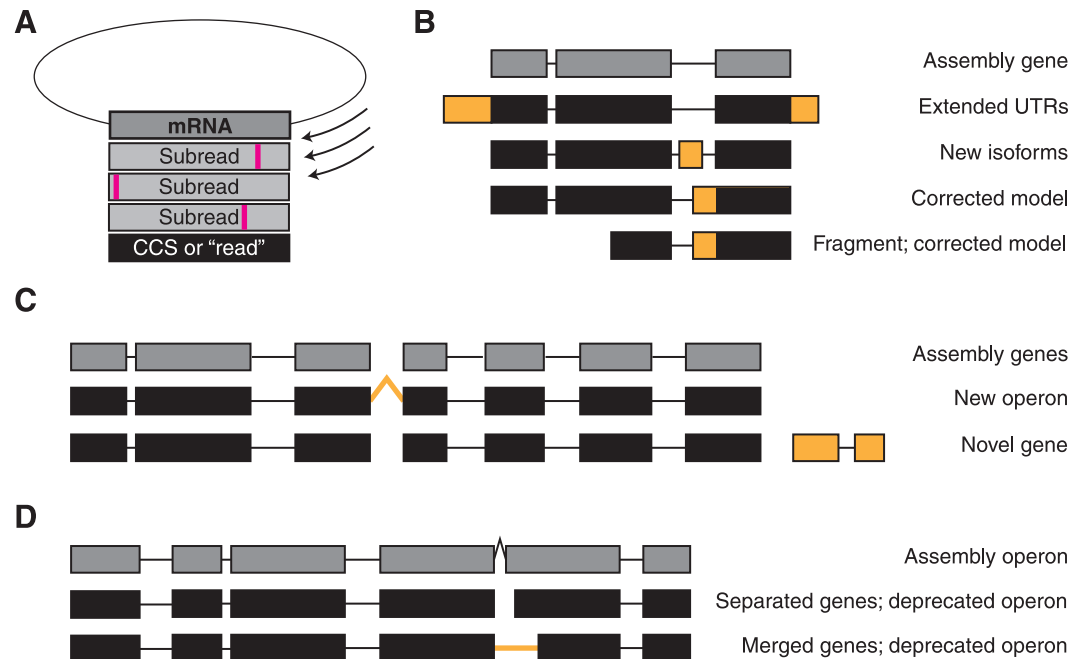 A
mRNA
Subread
Subread
Subread
CCS or “read”
B
Assembly gene
Extended UTRs
New isoforms
Corrected model
Fragment; corrected model
C
Assembly genes
New operon
Novel gene
D
Assembly operon
Separated genes; deprecated operon
Merged genes; deprecated operon